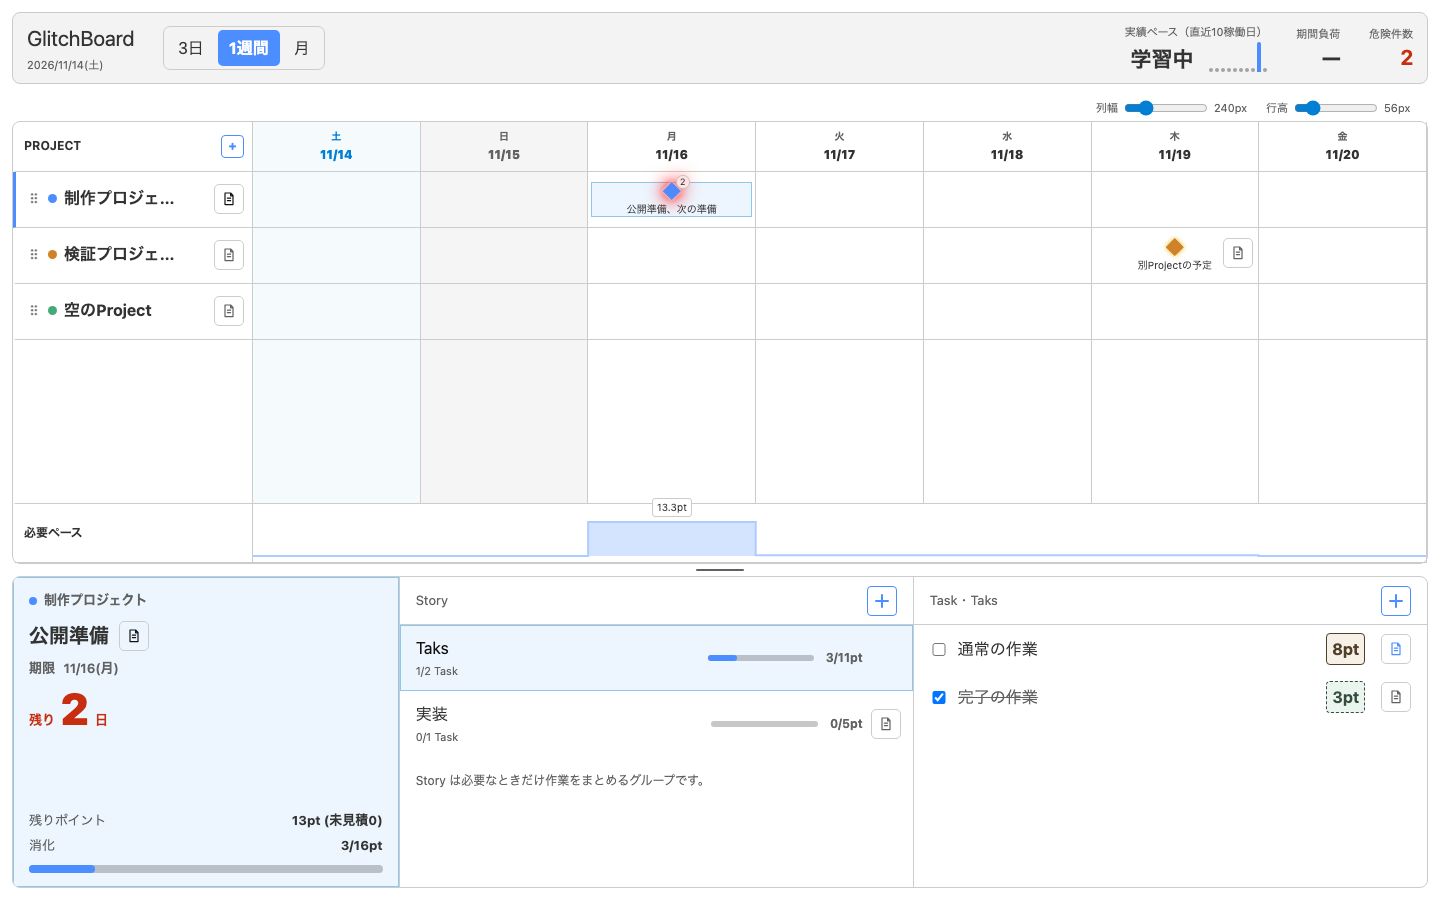 GlitchBoard
2026/11/14(土)
3日 1週間 月
実績ペース（直近10稼働日）
学習中
期間負荷
—
危険件数
2
列幅 240px 行高 56px
PROJECT +
土 11/14
日 11/15
月 11/16
火 11/17
水 11/18
木 11/19
金 11/20
制作プロジェ...
2
公開準備、次の準備
検証プロジェ...
別Projectの予定
空のProject
必要ペース
13.3pt
制作プロジェクト
公開準備
期限 11/16(月)
残り 2 日
残りポイント 13pt (未見積0)
消化 3/16pt
Story +
Taks
1/2 Task
3/11pt
実装
0/1 Task
0/5pt
Story は必要なときだけ作業をまとめるグループです。
Task・Taks +
通常の作業 8pt
完了の作業 3pt